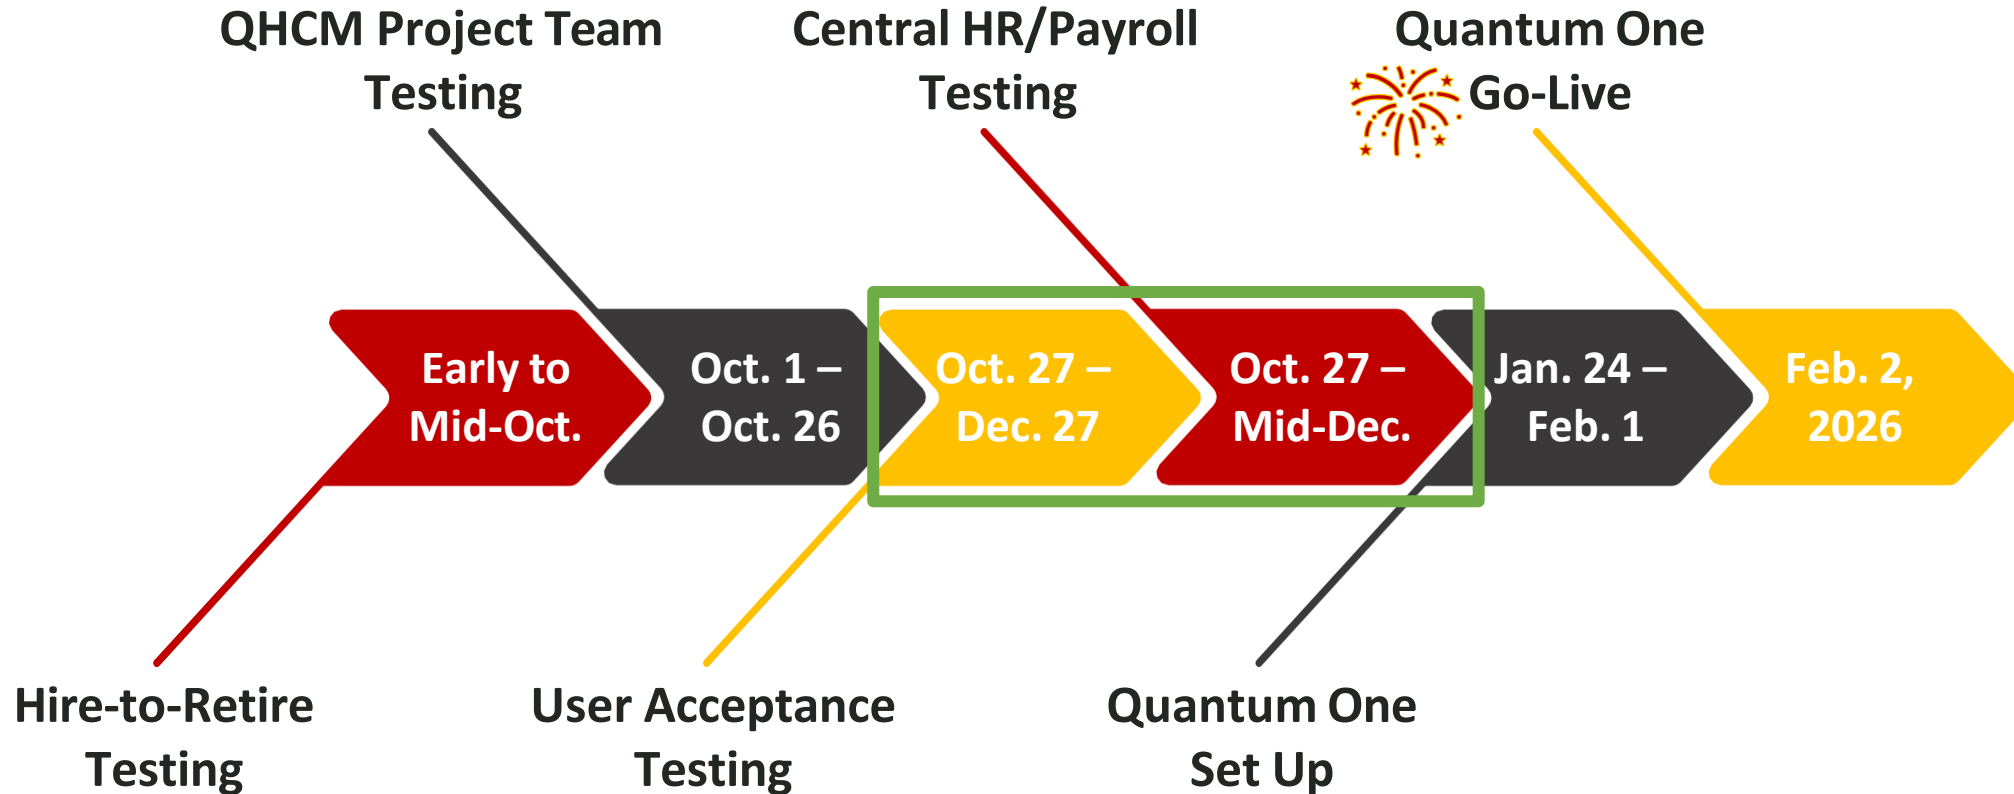 QHCM Project Team
Testing
Central HR/Payroll
Testing
Quantum One
Go-Live
Early to
Mid-Oct.
Oct. 1 –
Oct. 26
Oct. 27 –
Dec. 27
Oct. 27 –
Mid-Dec.
Jan. 24 –
Feb. 1
Feb. 2,
2026
Hire-to-Retire
Testing
User Acceptance
Testing
Quantum One
Set Up